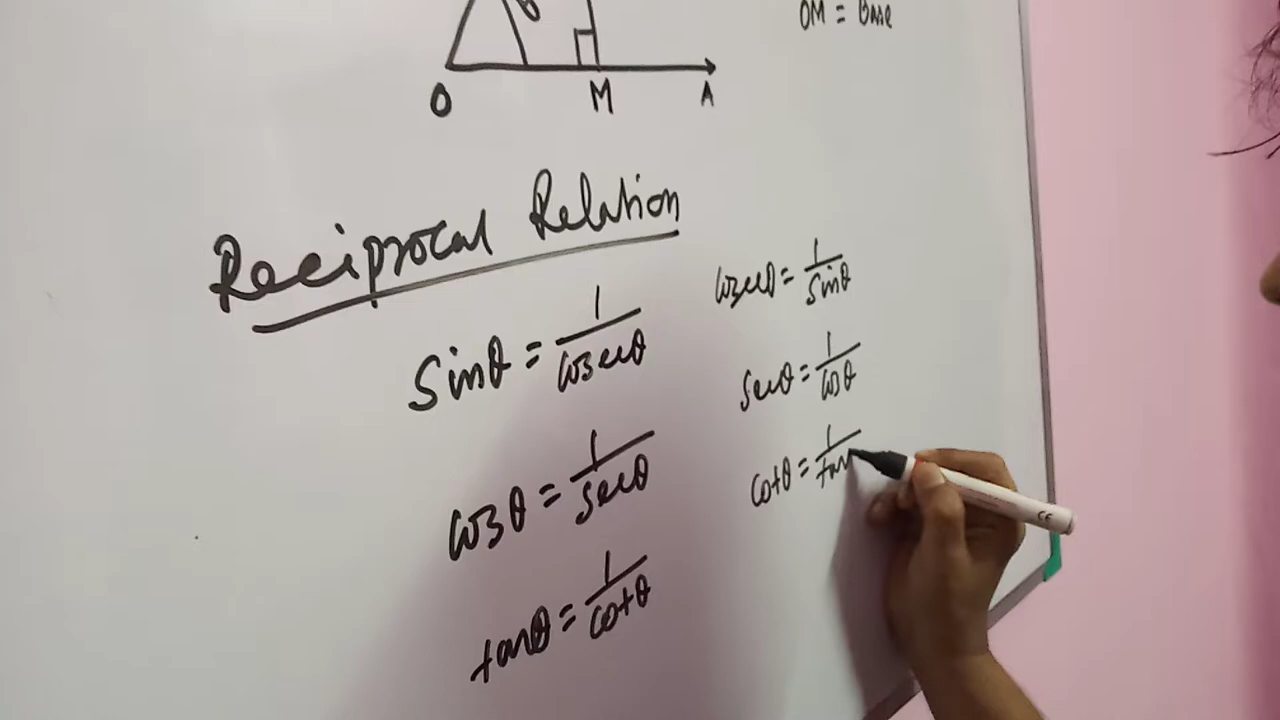 θ
OM = Base
O M A
Reciprocal Relation
sinθ = 1/cosecθ
cosθ = 1/secθ
tanθ = 1/cotθ
cosecθ = 1/sinθ
secθ = 1/cosθ
cotθ = 1/tan
CE